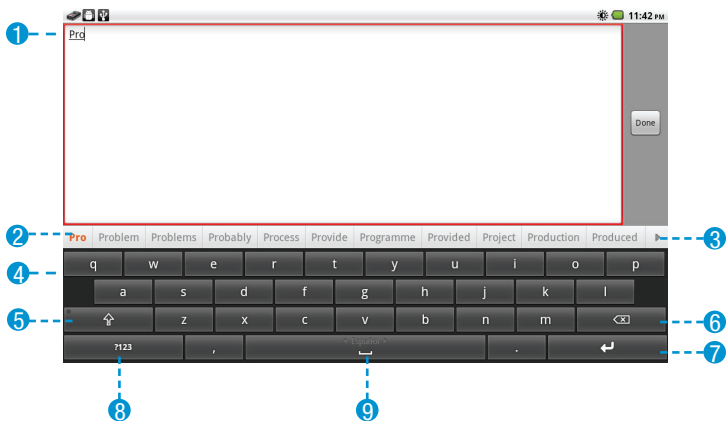 11:42 PM
1
Pro
Done
2
Pro Problem Problems Probably Process Provide Programme Provided Project Production Produced
3
q w e r t y u i o p
4
a s d f g h j k l
5
z x c v b n m
6
?123 , Español .
7
8
9